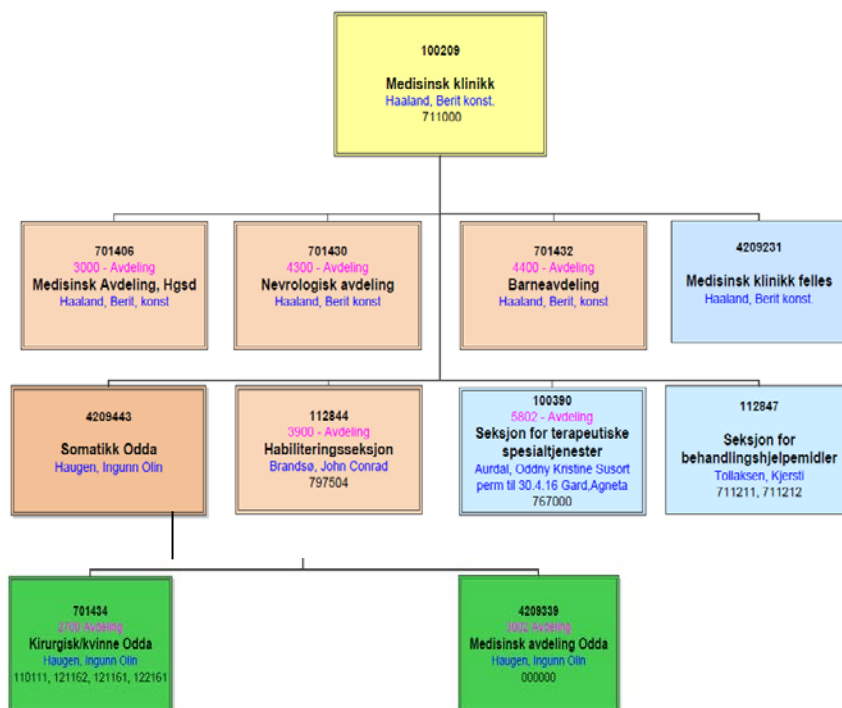 100209
Medisinsk klinikk
Haaland, Berit konst.
711000
701406
3000 - Avdeling
Medisinsk Avdeling, Hgsd
Haaland, Berit, konst
701430
4300 - Avdeling
Nevrologisk avdeling
Haaland, Berit, konst
701432
4400 - Avdeling
Barneavdeling
Haaland, Berit, konst
4209231
Medisinsk klinikk felles
Haaland, Berit konst.
4209443
Somatikk Odda
Haugen, Ingunn Olin
112844
3900 - Avdeling
Habiliteringsseksjon
Brandsø, John Conrad
797504
100390
5802 - Avdeling
Seksjon for terapeutiske
spesialtjenester
Aurdal, Oddny Kristine Susort
perm til 30.4.16 Gard,Agneta
767000
112847
Seksjon for
behandlingshjelpemidler
Tollaksen, Kjersti
711211, 711212
701434
2700 Avdeling
Kirurgisk/kvinne Odda
Haugen, Ingunn Olin
110111, 121162, 121161, 122161
4209339
3002 Avdeling
Medisinsk avdeling Odda
Haugen, Ingunn Olin
000000